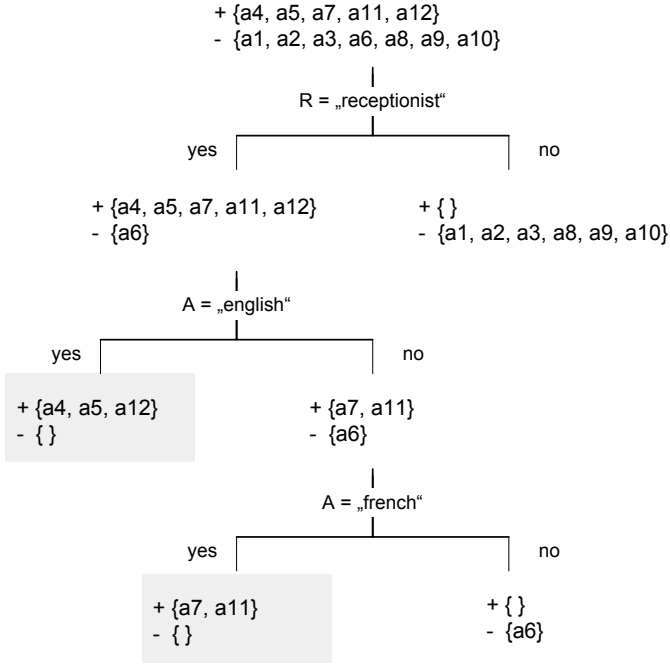 + {a4, a5, a7, a11, a12}
- {a1, a2, a3, a6, a8, a9, a10}
R = „receptionist“
yes
no
+ {a4, a5, a7, a11, a12}
- {a6}
+ { }
- {a1, a2, a3, a8, a9, a10}
A = „english“
yes
no
+ {a4, a5, a12}
- { }
+ {a7, a11}
- {a6}
A = „french“
yes
no
+ {a7, a11}
- { }
+ { }
- {a6}